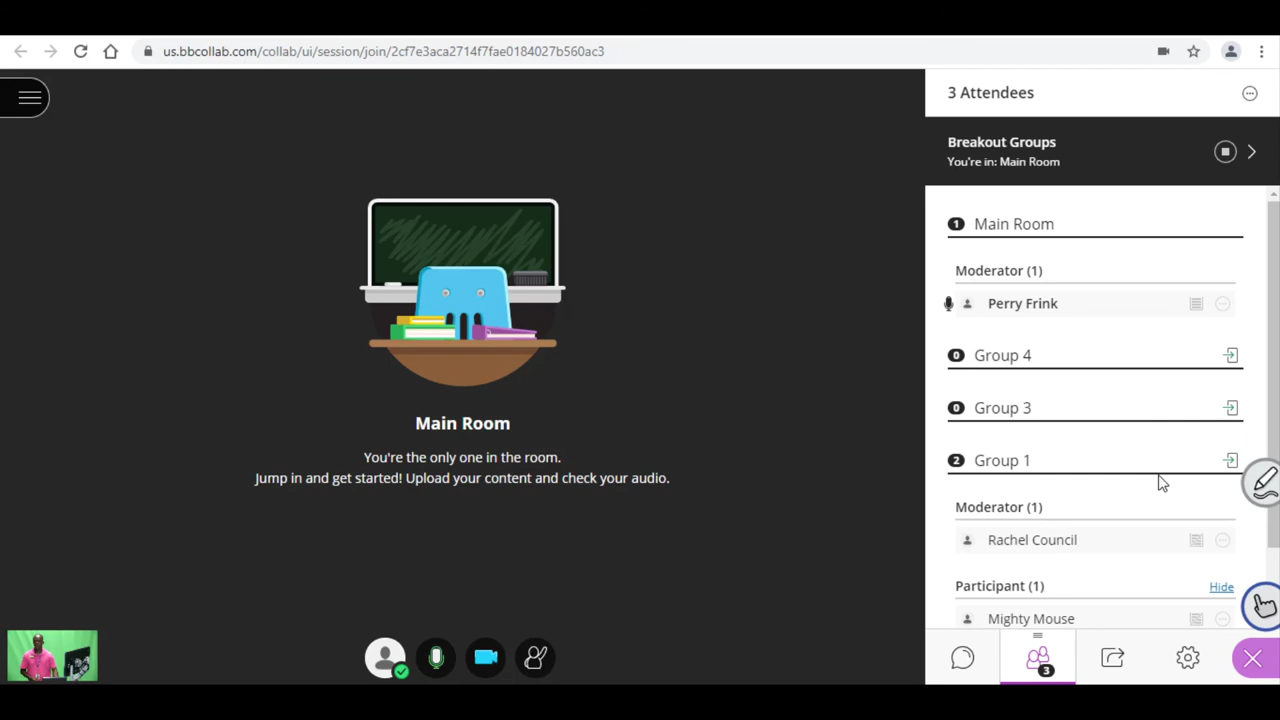 us.bbcollab.com/collab/ui/session/join/2cf7e3aca2714f7fae0184027b560ac3
3 Attendees
Breakout Groups
You're in: Main Room
1 Main Room
Moderator (1)
Perry Frink
0 Group 4
0 Group 3
2 Group 1
Moderator (1)
Rachel Council
Participant (1) Hide
Mighty Mouse
3
Main Room
You're the only one in the room.
Jump in and get started! Upload your content and check your audio.